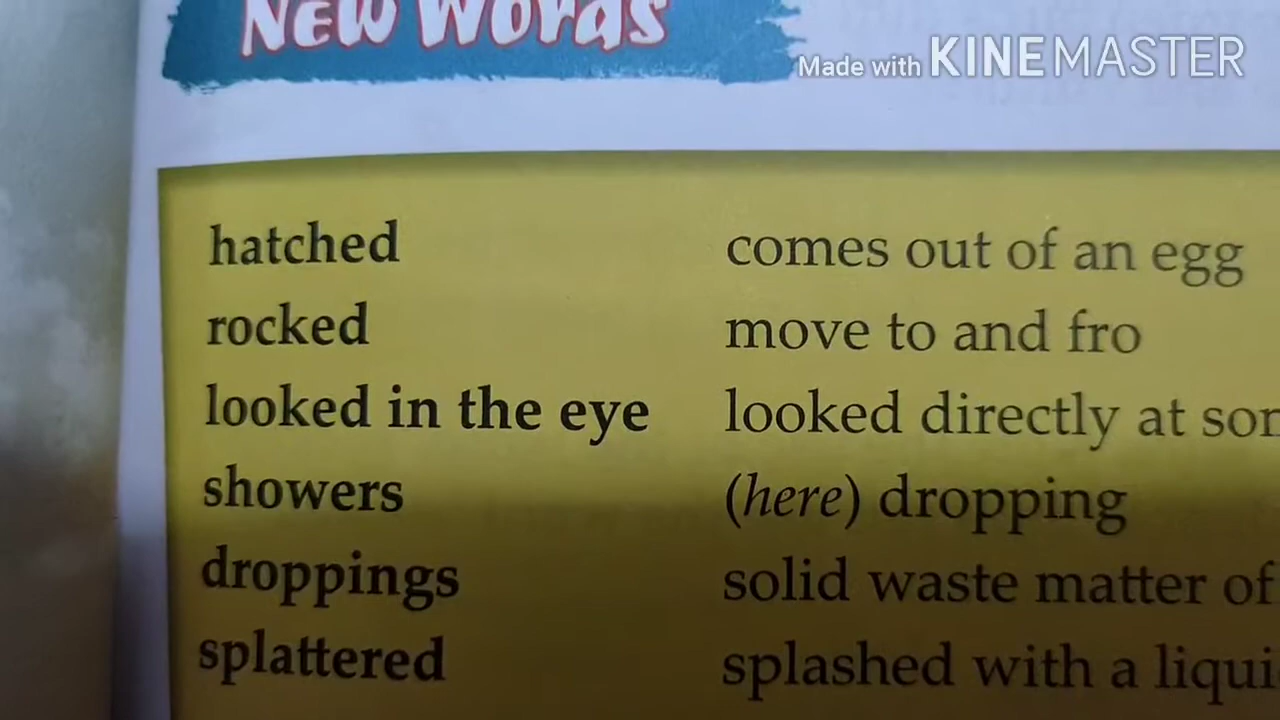 New Words
Made with KINEMASTER
hatched comes out of an egg
rocked move to and fro
looked in the eye looked directly at
showers (here) dropping
droppings solid waste matter of
splattered splashed with a